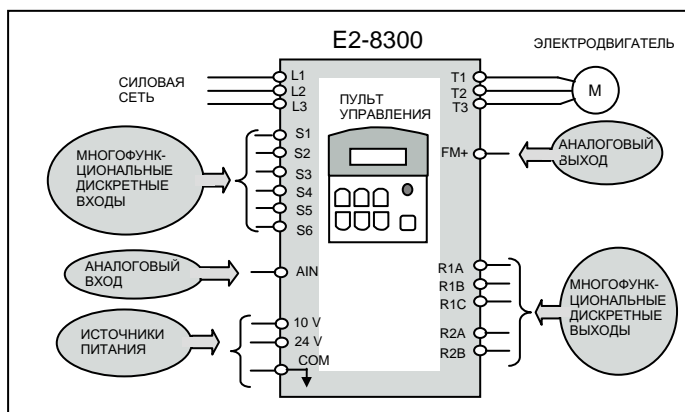 E2-8300
ЭЛЕКТРОДВИГАТЕЛЬ
СИЛОВАЯ
СЕТЬ
L1
L2
L3
ПУЛЬТ
УПРАВЛЕНИЯ
T1
T2
T3
М
МНОГОФУНК-
ЦИОНАЛЬНЫЕ
ДИСКРЕТНЫЕ
ВХОДЫ
S1
S2
S3
S4
S5
S6
FM+
АНАЛОГОВЫЙ
ВЫХОД
АНАЛОГОВЫЙ
ВХОД
AIN
R1A
R1B
R1C
R2A
R2B
МНОГОФУНК-
ЦИОНАЛЬНЫЕ
ДИСКРЕТНЫЕ
ВЫХОДЫ
ИСТОЧНИКИ
ПИТАНИЯ
10 V
24 V
COM